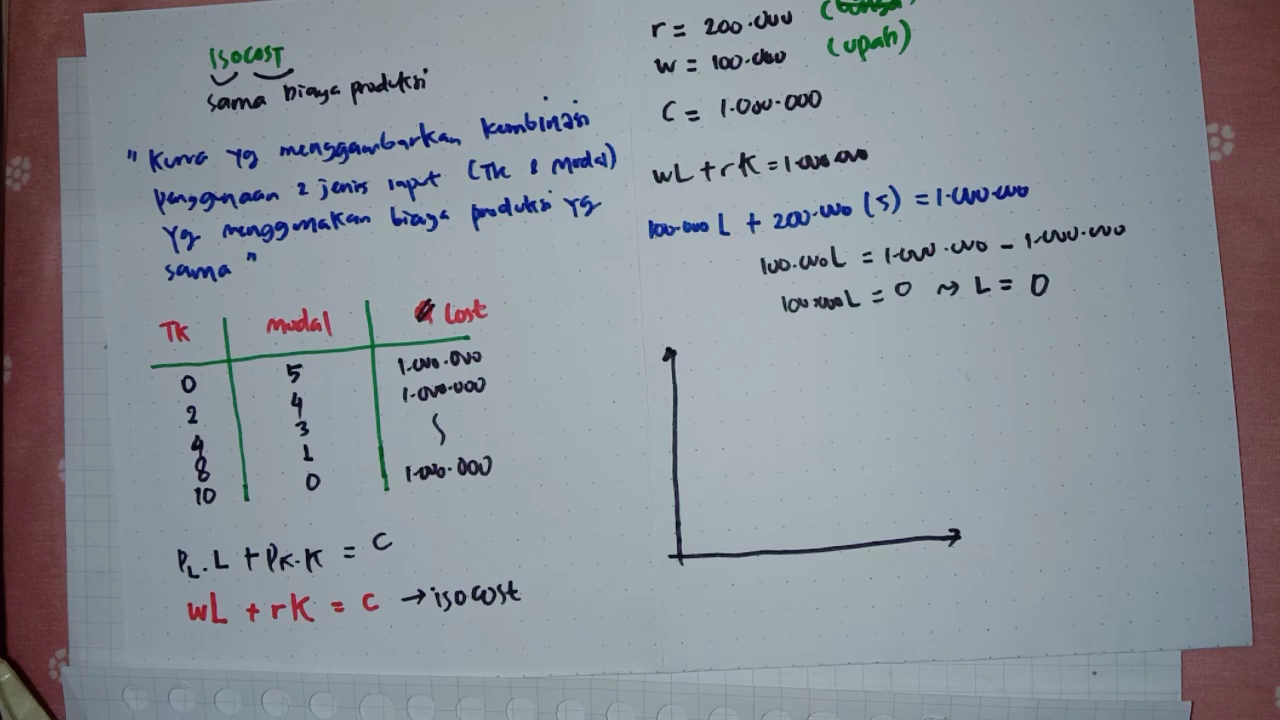 ISOCOST
sama biaya produksi
"Kurva yg menggambarkan kombinasi
penggunaan 2 jenis input (Tk & Modal)
yg menggunakan biaya produksi yg
sama"
Tk Modal Cost
0 5 1.000.000
2 4 1.000.000
4 3
8 1
10 0 1.000.000
PL.L + PK.K = C
wL + rK = C → isocost
r = 200.000 (bunga)
w = 100.000 (upah)
C = 1.000.000
wL + rK = 1.000.000
100.000 L + 200.000 (5) = 1.000.000
100.000L = 1.000.000 - 1.000.000
100.000L = 0 ~> L = 0